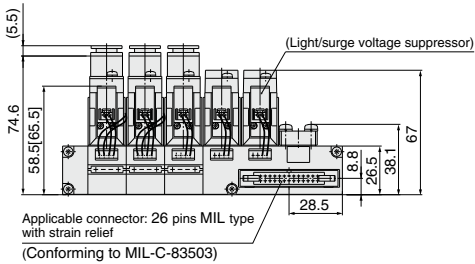 (5.5)
(Light/surge voltage suppressor)
74.6
58.5[65.5]
67
38.1
26.5
8.8
28.5
Applicable connector: 26 pins MIL type
with strain relief
(Conforming to MIL-C-83503)